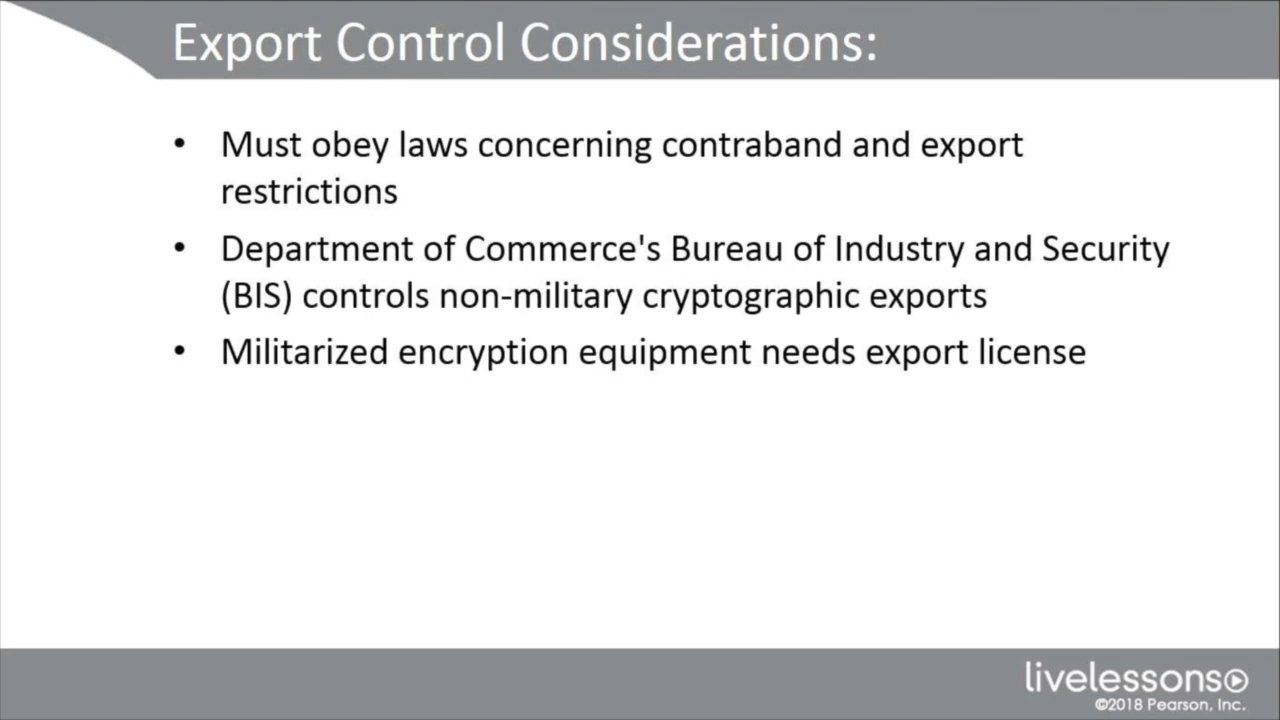 Export Control Considerations:
• Must obey laws concerning contraband and export
restrictions
• Department of Commerce's Bureau of Industry and Security
(BIS) controls non-military cryptographic exports
• Militarized encryption equipment needs export license
livelessons
©2018 Pearson, Inc.